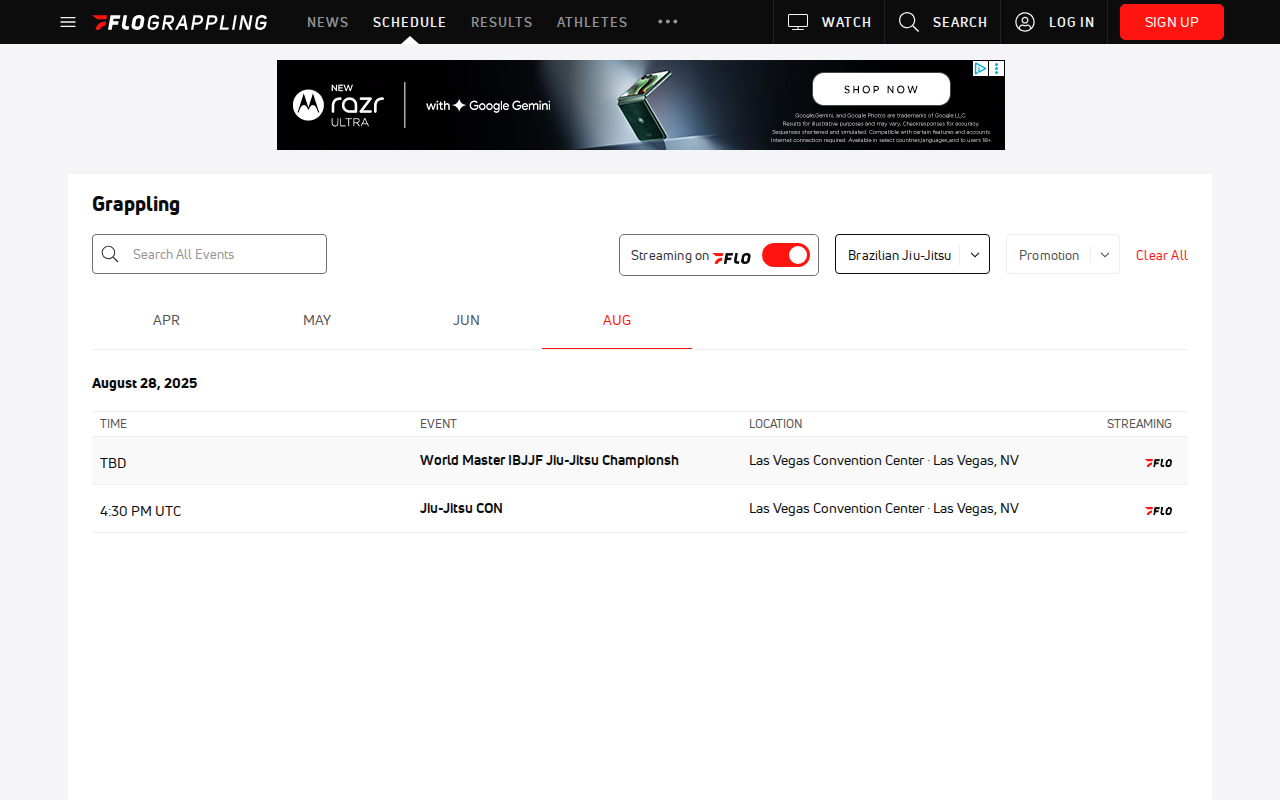 FLOGRAPPLING NEWS SCHEDULE RESULTS ATHLETES WATCH SEARCH LOG IN SIGN UP
NEW
razr
ULTRA
with Google Gemini
SHOP NOW
Google,Gemini, and Google Photos are trademarks of Google LLC.
Results for illustrative purposes and may vary. Checkresponses for accuracy.
Sequences shortened and simulated. Compatible with certain features and accounts.
Internet connection required. Available in select countries,languages,and to users 18+.
Grappling
Search All Events
Streaming on FLO
Brazilian Jiu-Jitsu
Promotion
Clear All
APR MAY JUN AUG
August 28, 2025
TIME EVENT LOCATION STREAMING
TBD World Master IBJJF Jiu-Jitsu Championsh Las Vegas Convention Center · Las Vegas, NV FLO
4:30 PM UTC Jiu-Jitsu CON Las Vegas Convention Center · Las Vegas, NV FLO